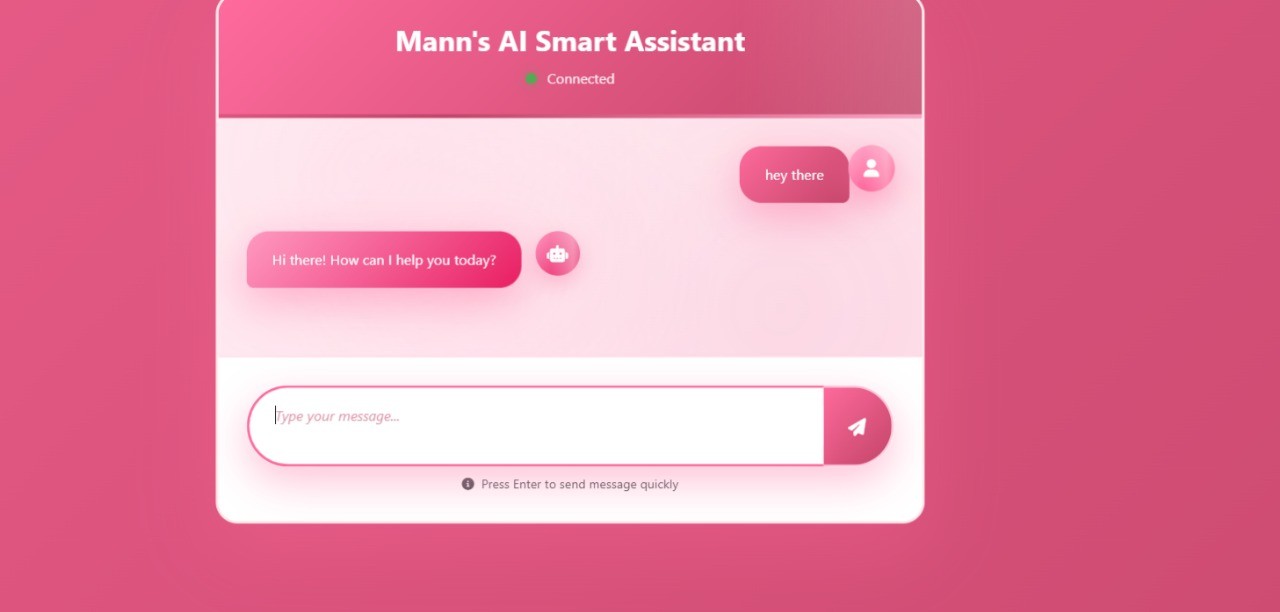 Mann's AI Smart Assistant
Connected
hey there
Hi there! How can I help you today?
Type your message...
Press Enter to send message quickly